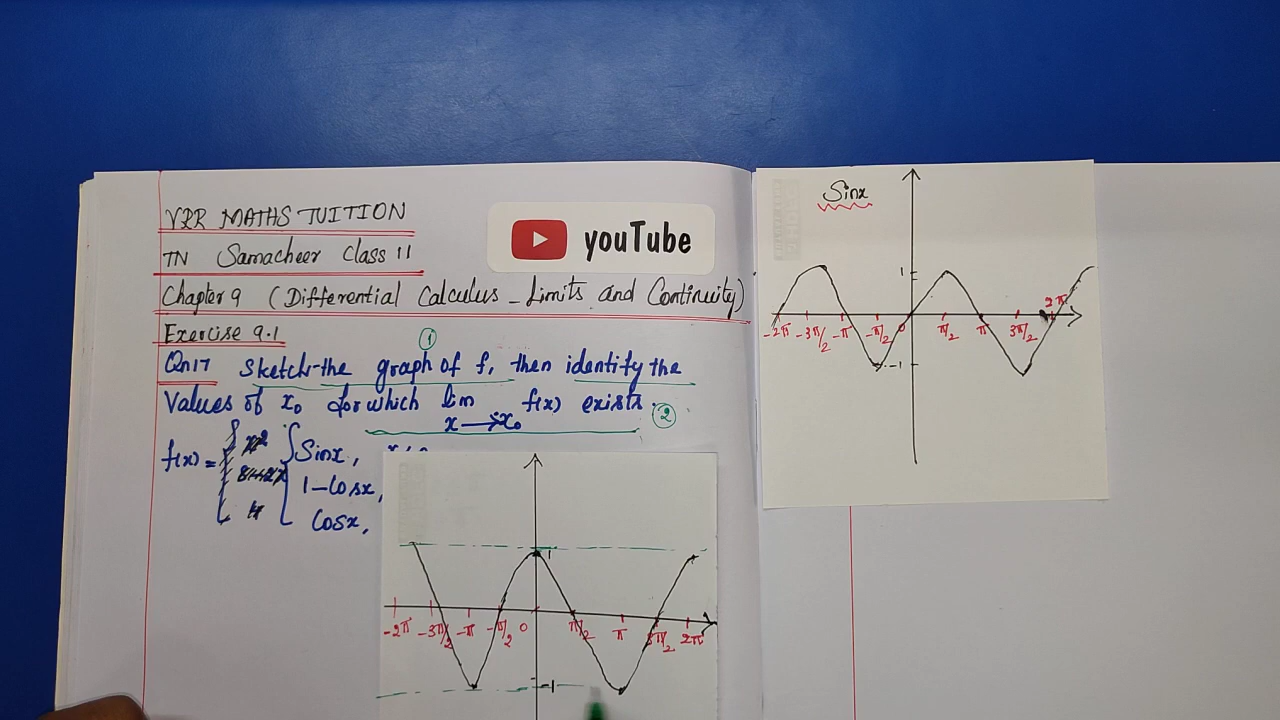 V2R MATHS TUITION
TN Samacheer Class 11
Chapter 9 (Differential Calculus - Limits and Continuity)
Exercise 9.1
Qn17 Sketch the graph of f, then identify the
①
Values of x₀ for which lim f(x) exists.
x→x₀
②
f(x) = { Sinx,
1-Cosx,
Cosx,
youTube
Sinx
1
-2π -3π/2 -π -π/2 0 π/2 π 3π/2 2π
-1
1
-2π -3π/2 -π -π/2 0 π/2 π 3π/2 2π
-1